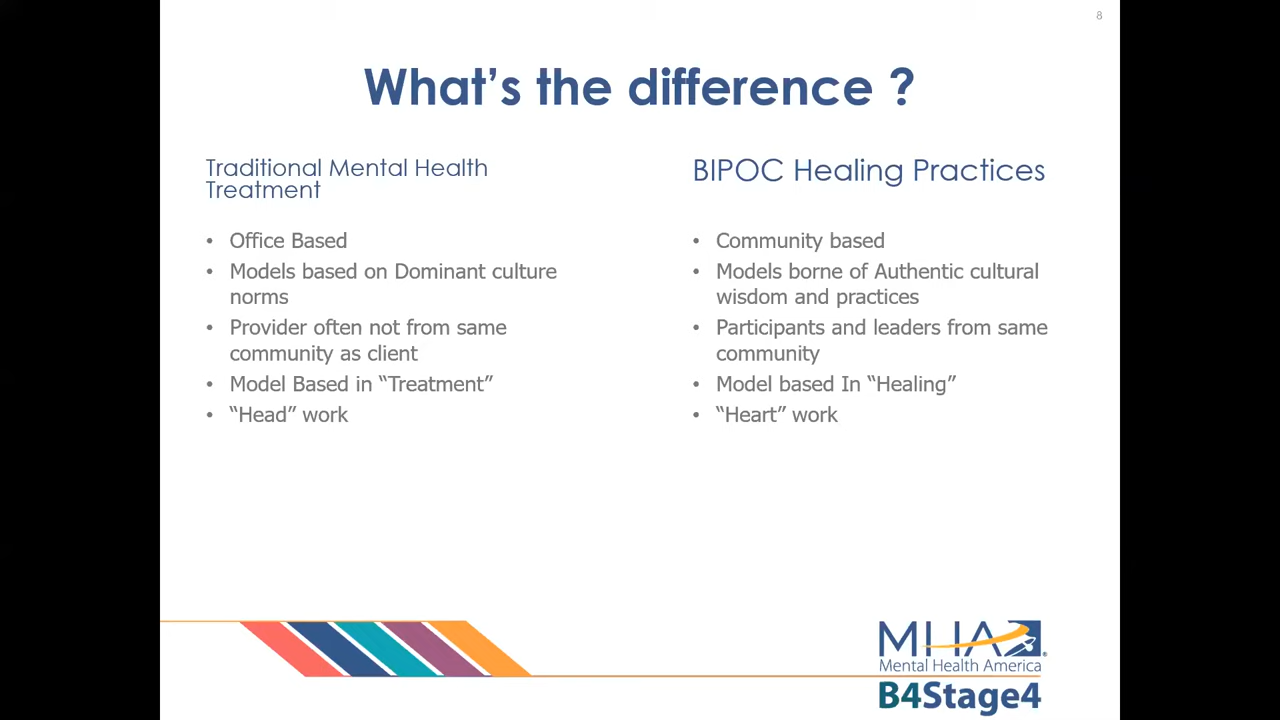 8
What's the difference ?
Traditional Mental Health
Treatment
• Office Based
• Models based on Dominant culture
norms
• Provider often not from same
community as client
• Model Based in “Treatment”
• “Head” work
BIPOC Healing Practices
• Community based
• Models borne of Authentic cultural
wisdom and practices
• Participants and leaders from same
community
• Model based In “Healing”
• “Heart” work
MHA
Mental Health America
B4Stage4